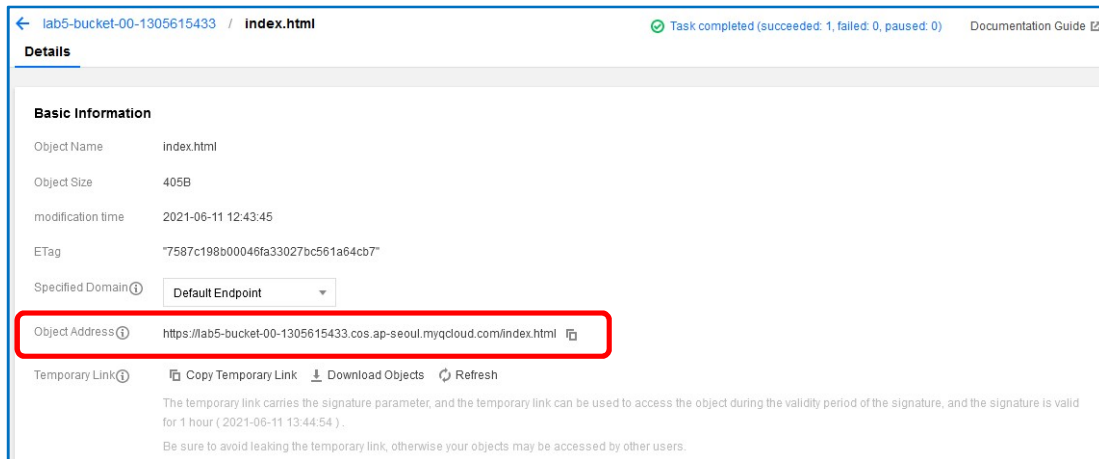 lab5-bucket-00-1305615433 / index.html Task completed (succeeded: 1, failed: 0, paused: 0) Documentation Guide
Details
Basic Information
Object Name index.html
Object Size 405B
modification time 2021-06-11 12:43:45
ETag "7587c198b00046fa33027bc561a64cb7"
Specified Domain Default Endpoint
Object Address https://lab5-bucket-00-1305615433.cos.ap-seoul.myqcloud.com/index.html
Temporary Link Copy Temporary Link Download Objects Refresh
The temporary link carries the signature parameter, and the temporary link can be used to access the object during the validity period of the signature, and the signature is valid
for 1 hour ( 2021-06-11 13:44:54 ) .
Be sure to avoid leaking the temporary link, otherwise your objects may be accessed by other users.